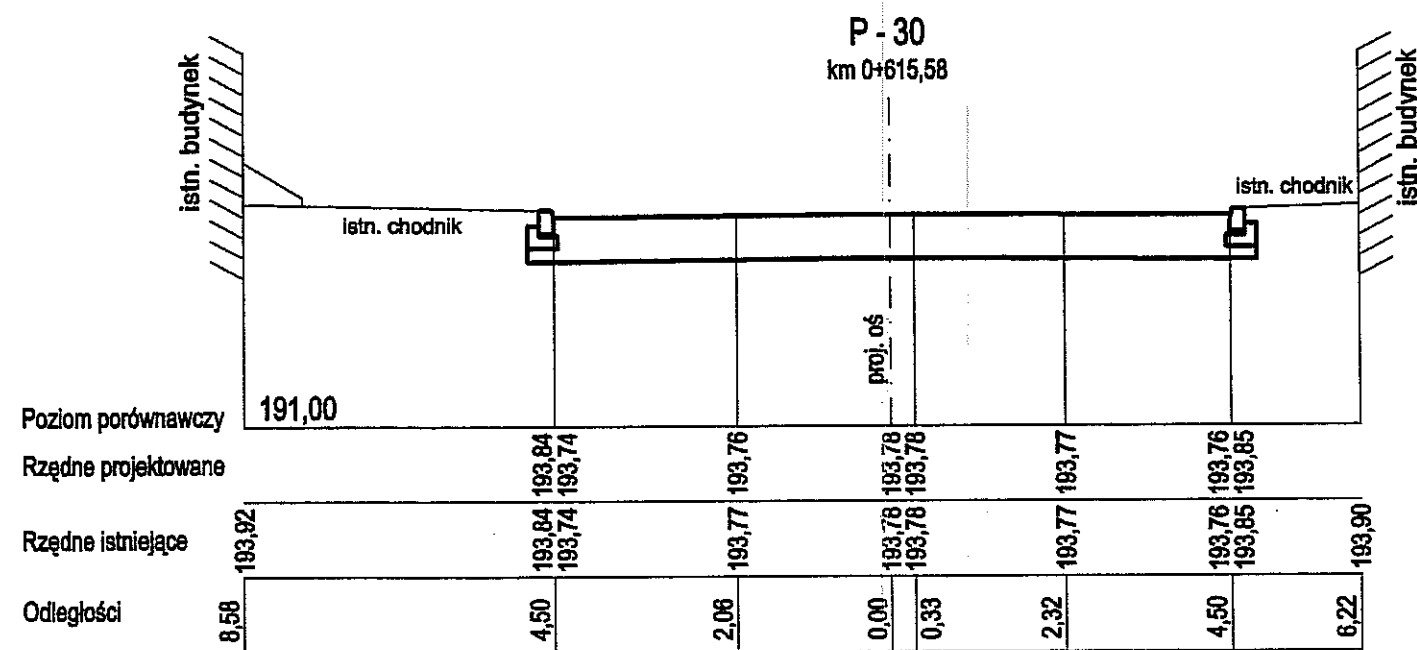 P - 30
km 0+615,58
istn. budynek
istn. budynek
istn. chodnik
istn. chodnik
proj. oś
Poziom porównawczy 191,00
Rzędne projektowane 193,84 193,74 193,76 193,78 193,78 193,77 193,76 193,85
Rzędne istniejące 193,92 193,84 193,74 193,77 193,78 193,78 193,77 193,76 193,85 193,90
Odległości 8,58 4,50 2,06 0,00 0,33 2,32 4,50 6,22